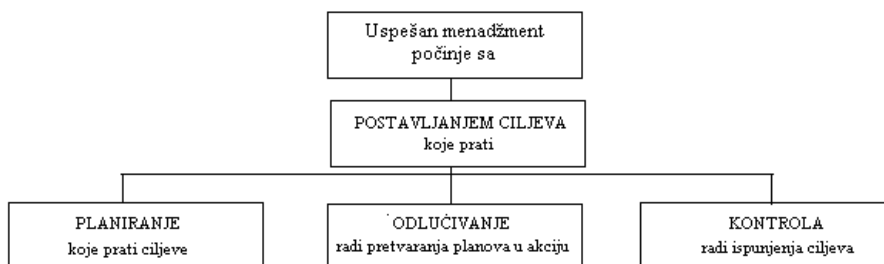 Uspešan menadžment
počinje sa
POSTAVLJANJEM CILJEVA
koje prati
PLANIRANJE
koje prati ciljeve
ODLUĆIVANJE
radi pretvaranja planova u akciju
KONTROLA
radi ispunjenja ciljeva